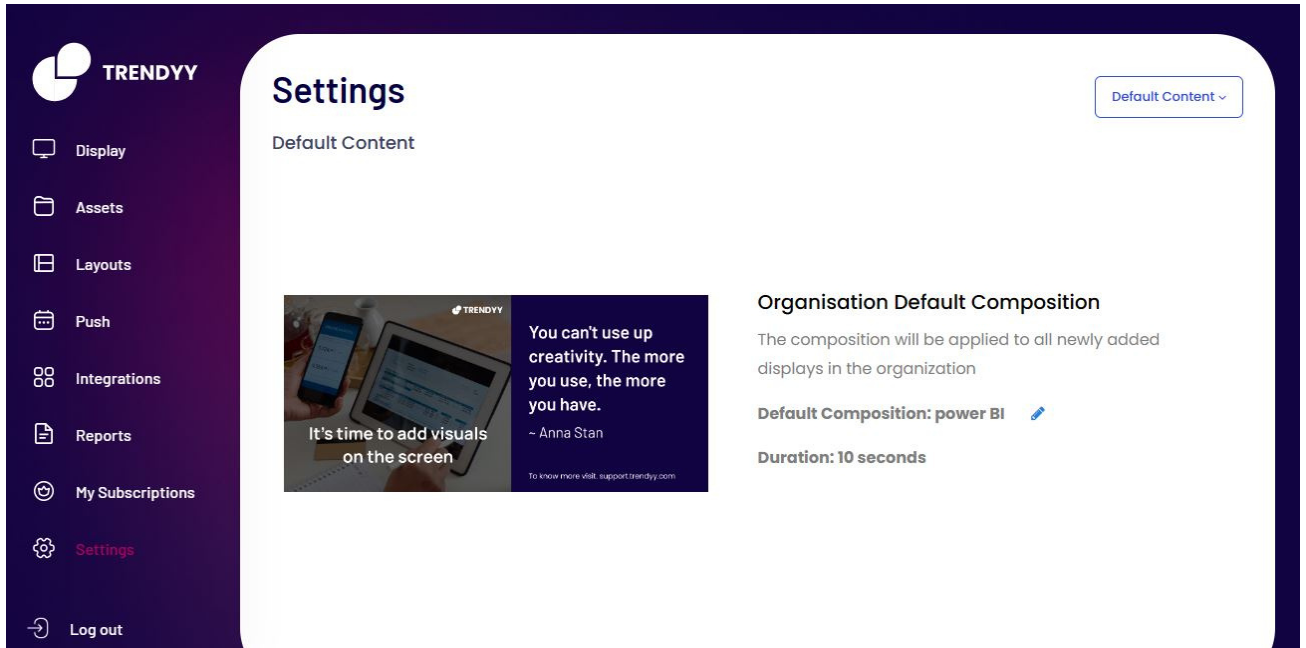 TRENDYY
Display
Assets
Layouts
Push
Integrations
Reports
My Subscriptions
Settings
Log out
Settings
Default Content
Default Content
TRENDYY
It's time to add visuals
on the screen
You can't use up
creativity. The more
you use, the more
you have.
~ Anna Stan
To know more visit. support.trendyy.com
Organisation Default Composition
The composition will be applied to all newly added
displays in the organization
Default Composition: power BI
Duration: 10 seconds